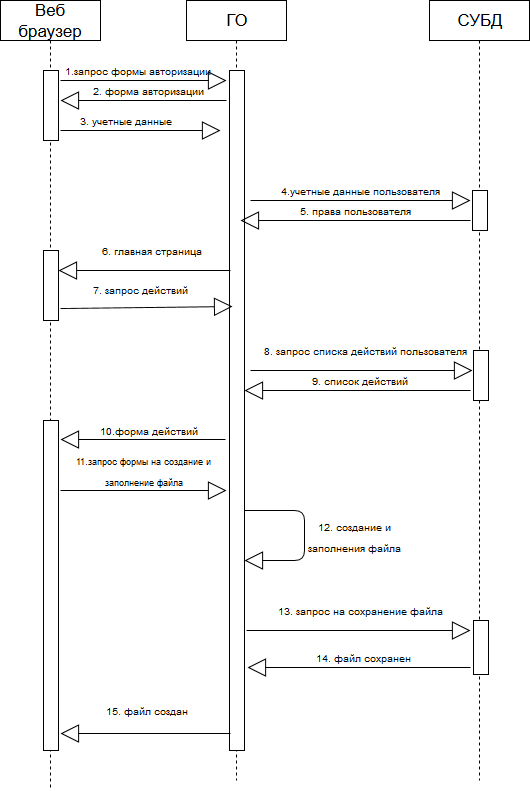 Веб
браузер
ГО
СУБД
1.запрос формы авторизации
2. форма авторизации
3. учетные данные
4.учетные данные пользователя
5. права пользователя
6. главная страница
7. запрос действий
8. запрос списка действий пользователя
9. список действий
10.форма действий
11.запрос формы на создание и
заполнение файла
12. создание и
заполнения файла
13. запрос на сохранение файла
14. файл сохранен
15. файл создан